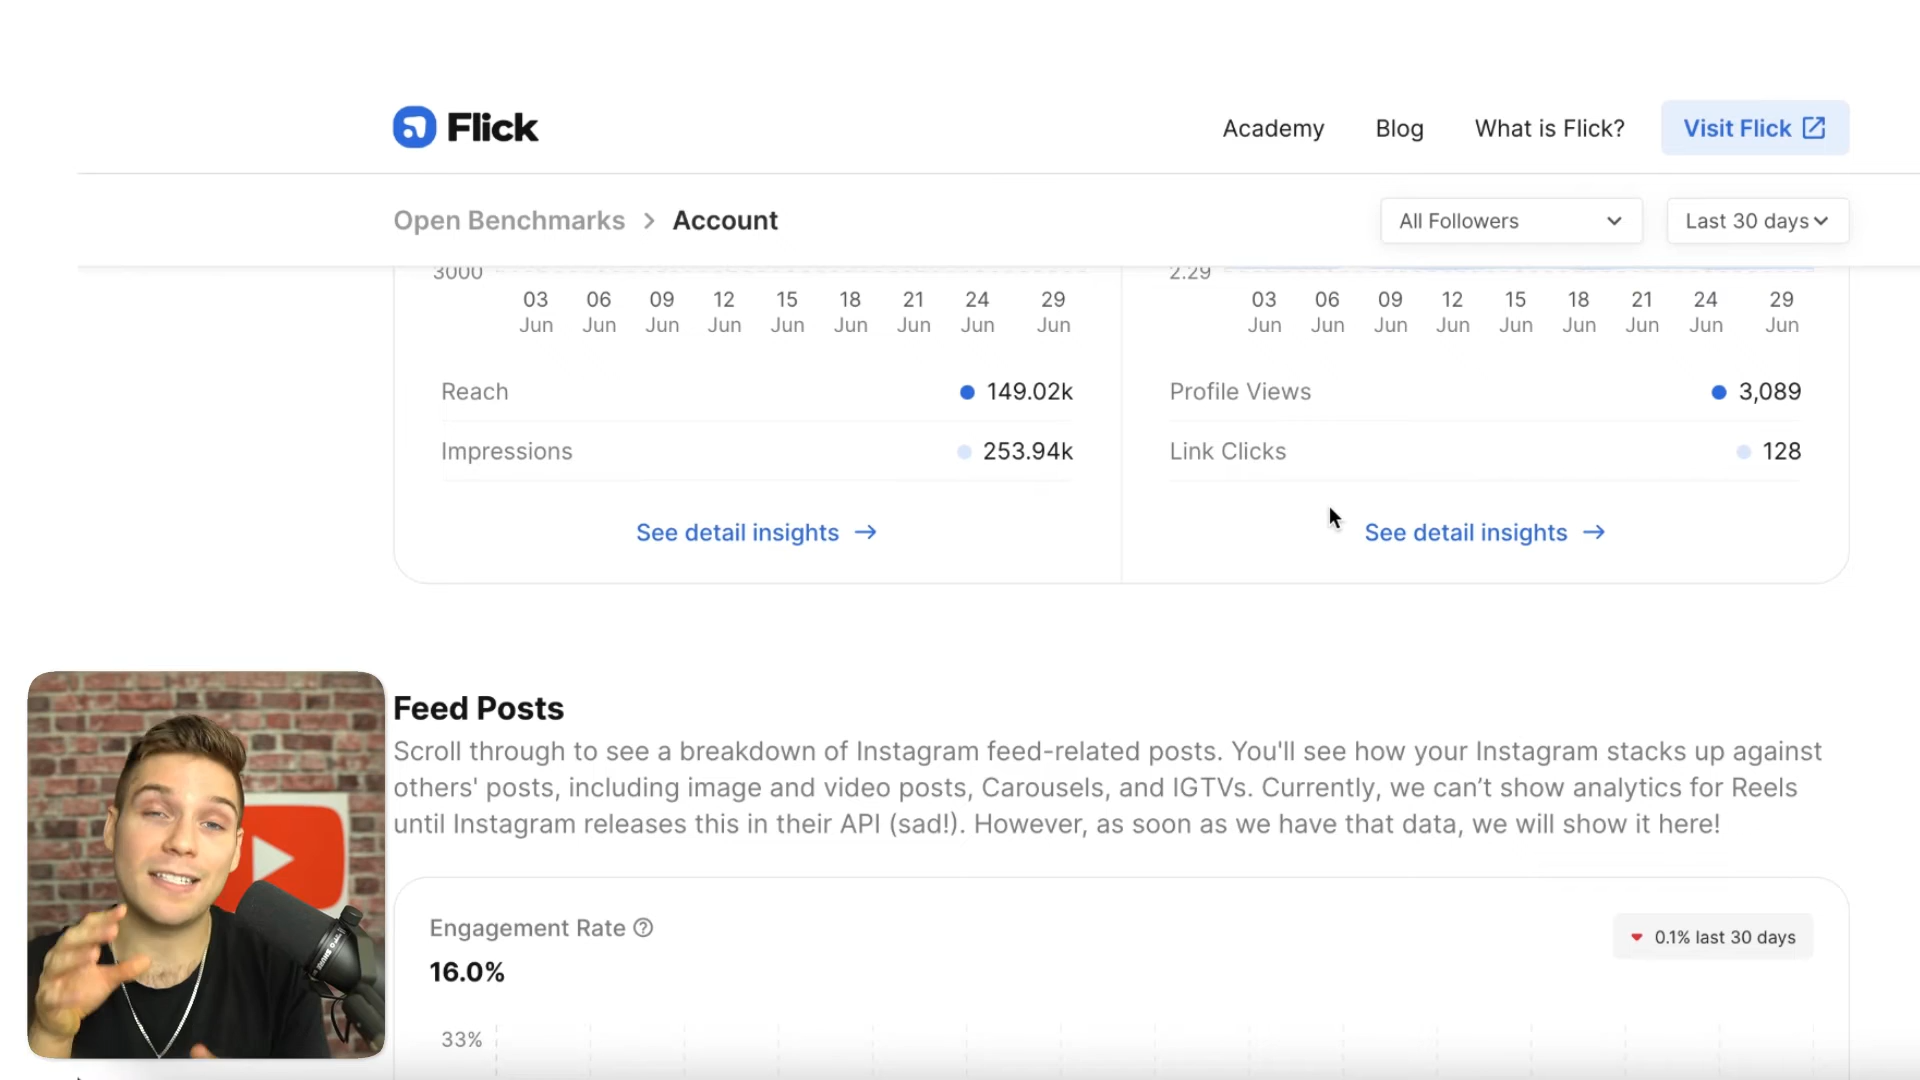 Flick
Academy
Blog
What is Flick?
Visit Flick
Open Benchmarks > Account
All Followers
Last 30 days
3000
03 06 09 12 15 18 21 24 29
Jun Jun Jun Jun Jun Jun Jun Jun Jun
2.29
03 06 09 12 15 18 21 24 29
Jun Jun Jun Jun Jun Jun Jun Jun Jun
Reach 149.02k
Impressions 253.94k
See detail insights →
Profile Views 3,089
Link Clicks 128
See detail insights →
Feed Posts
Scroll through to see a breakdown of Instagram feed-related posts. You'll see how your Instagram stacks up against
others' posts, including image and video posts, Carousels, and IGTVs. Currently, we can’t show analytics for Reels
until Instagram releases this in their API (sad!). However, as soon as we have that data, we will show it here!
Engagement Rate ?
16.0%
0.1% last 30 days
33%